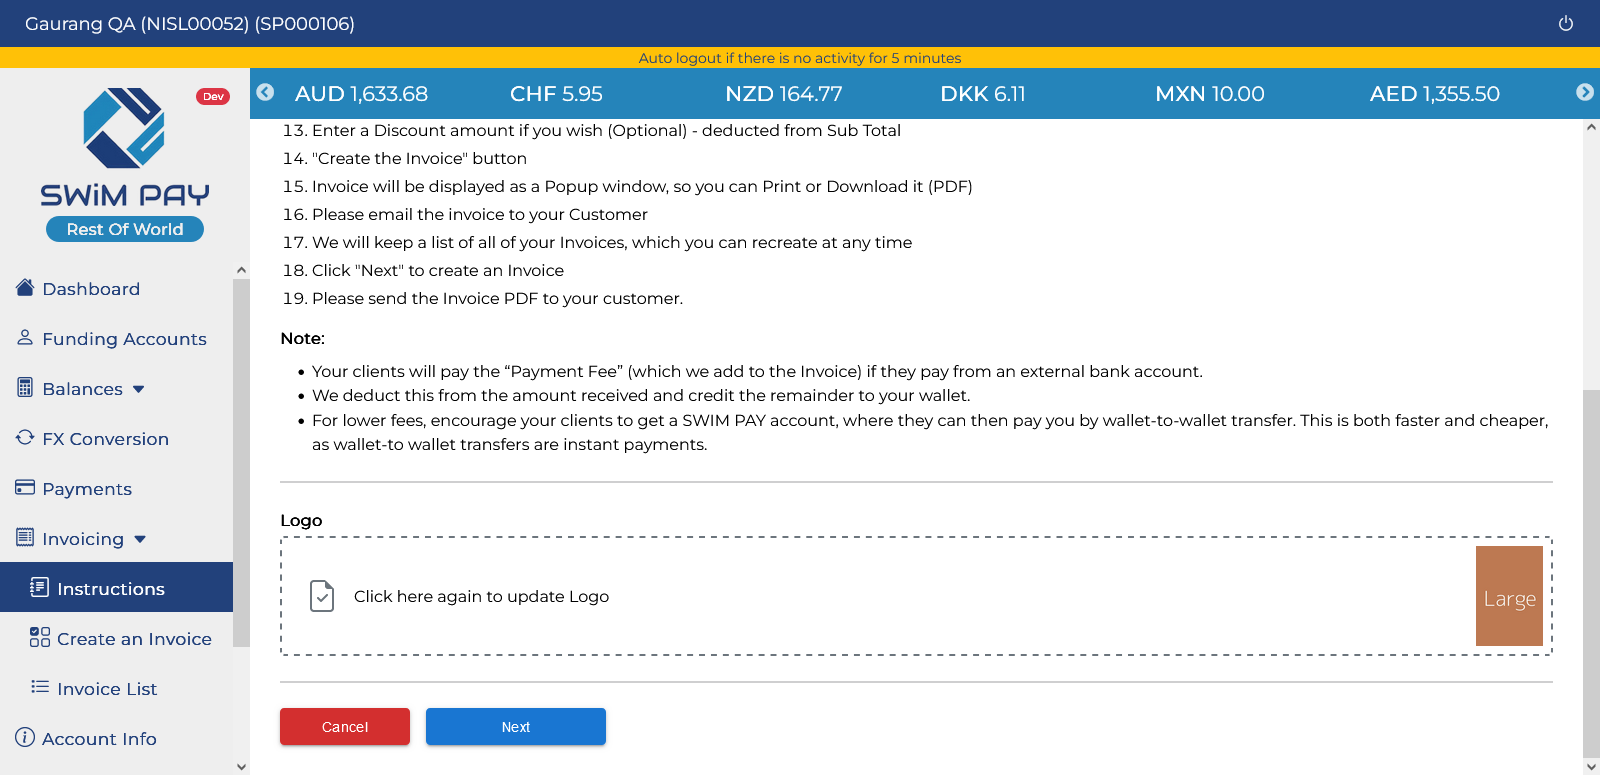 Gaurang QA (NISL00052) (SP000106)
Auto logout if there is no activity for 5 minutes
Dev
SWiM PAY
Rest Of World
AUD 1,633.68
CHF 5.95
NZD 164.77
DKK 6.11
MXN 10.00
AED 1,355.50
Dashboard
Funding Accounts
Balances
FX Conversion
Payments
Invoicing
Instructions
Create an Invoice
Invoice List
Account Info
13. Enter a Discount amount if you wish (Optional) - deducted from Sub Total
14. "Create the Invoice" button
15. Invoice will be displayed as a Popup window, so you can Print or Download it (PDF)
16. Please email the invoice to your Customer
17. We will keep a list of all of your Invoices, which you can recreate at any time
18. Click "Next" to create an Invoice
19. Please send the Invoice PDF to your customer.
Note:
• Your clients will pay the “Payment Fee” (which we add to the Invoice) if they pay from an external bank account.
• We deduct this from the amount received and credit the remainder to your wallet.
• For lower fees, encourage your clients to get a SWIM PAY account, where they can then pay you by wallet-to-wallet transfer. This is both faster and cheaper,
as wallet-to wallet transfers are instant payments.
Logo
Click here again to update Logo
Large
Cancel
Next